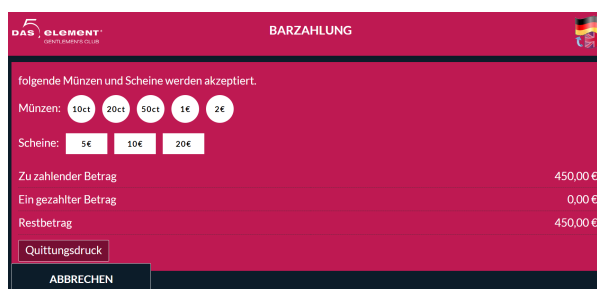 DAS 5. ELEMENT
GENTLEMEN'S CLUB
BARZAHLUNG
folgende Münzen und Scheine werden akzeptiert.
Münzen: 10ct 20ct 50ct 1€ 2€
Scheine: 5€ 10€ 20€
Zu zahlender Betrag 450,00 €
Ein gezahlter Betrag 0,00 €
Restbetrag 450,00 €
Quittungsdruck
ABBRECHEN